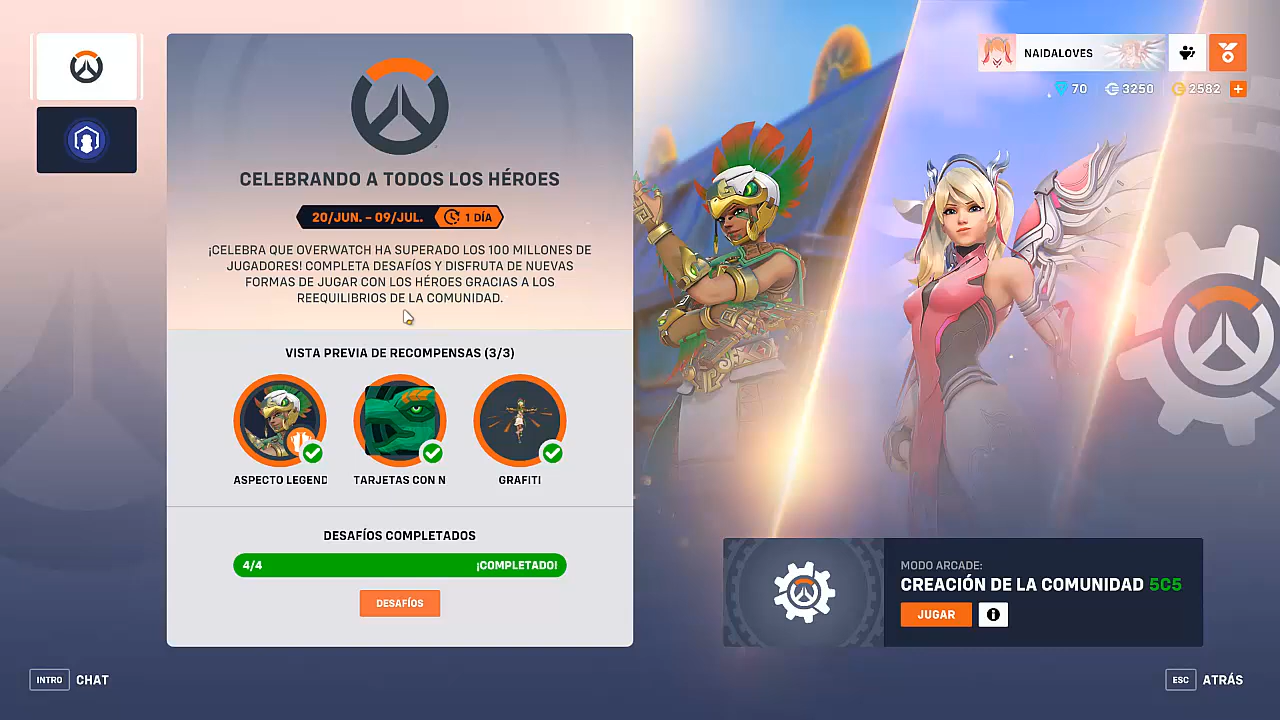 NAIDALOVES
70
3250
2582
CELEBRANDO A TODOS LOS HÉROES
20/JUN. - 09/JUL.
1 DÍA
¡CELEBRA QUE OVERWATCH HA SUPERADO LOS 100 MILLONES DE
JUGADORES! COMPLETA DESAFÍOS Y DISFRUTA DE NUEVAS
FORMAS DE JUGAR CON LOS HÉROES GRACIAS A LOS
REEQUILIBRIOS DE LA COMUNIDAD.
VISTA PREVIA DE RECOMPENSAS (3/3)
ASPECTO LEGEND
TARJETAS CON N
GRAFITI
DESAFÍOS COMPLETADOS
4/4
¡COMPLETADO!
DESAFÍOS
MODO ARCADE:
CREACIÓN DE LA COMUNIDAD 5C5
JUGAR
INTRO CHAT
ESC ATRÁS